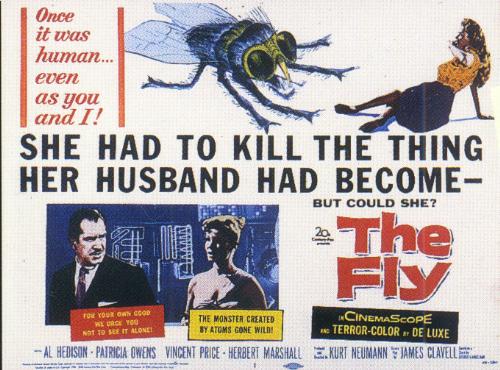 Once
it was
human...
even
as you
and I!
SHE HAD TO KILL THE THING
HER HUSBAND HAD BECOME—
BUT COULD SHE?
20th
Century-Fox
presents
The
Fly
IN CINEMASCOPE
AND TERROR-COLOR BY DE LUXE
FOR YOUR OWN GOOD
WE URGE YOU
NOT TO SEE IT ALONE!
THE MONSTER CREATED
BY ATOMS GONE WILD!
AL HEDISON · PATRICIA OWENS
VINCENT PRICE · HERBERT MARSHALL
KURT NEUMANN
JAMES CLAVELL